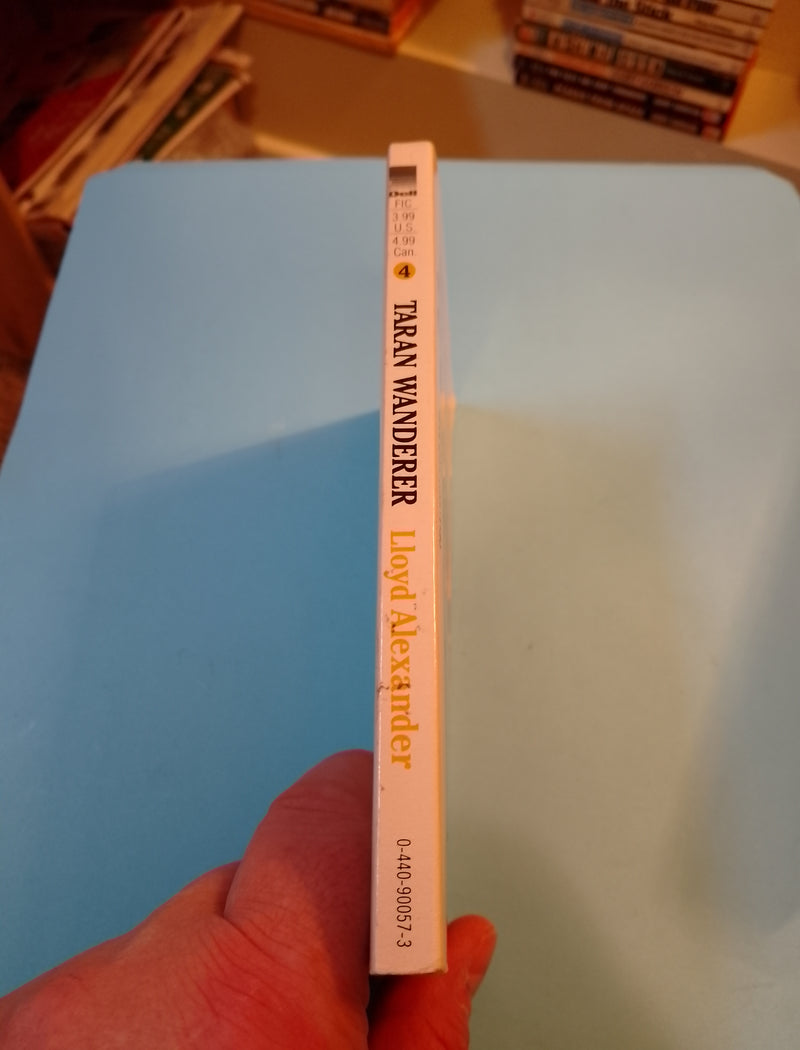 Dell
FIC
3.99
U.S.
4.99
Can.
4
TARAN WANDERER
Lloyd Alexander
0-440-90057-3